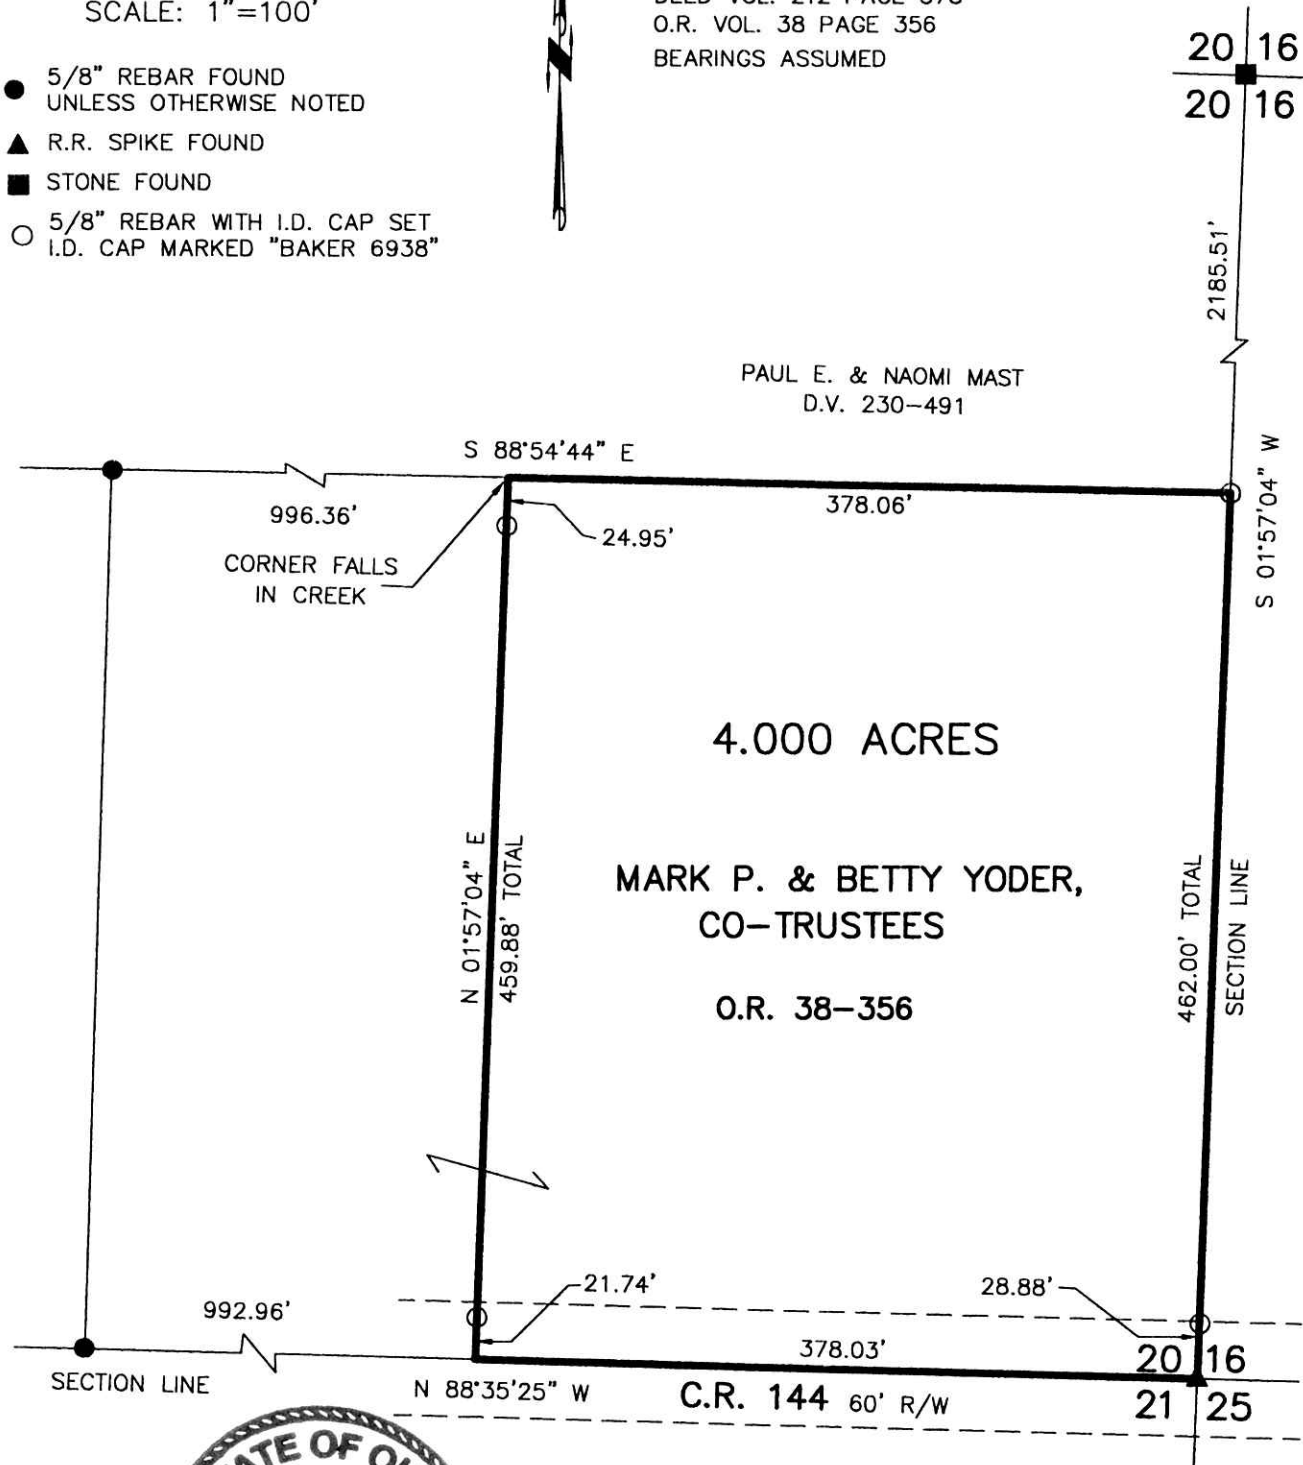 SCALE: 1"=100'
O.R. VOL. 38 PAGE 356
BEARINGS ASSUMED
5/8" REBAR FOUND
UNLESS OTHERWISE NOTED
R.R. SPIKE FOUND
STONE FOUND
5/8" REBAR WITH I.D. CAP SET
I.D. CAP MARKED "BAKER 6938"
20 16
20 16
2185.51'
PAUL E. & NAOMI MAST
D.V. 230-491
S 88°54'44" E
S 01°57'04" W
996.36'
378.06'
24.95'
CORNER FALLS
IN CREEK
4.000 ACRES
MARK P. & BETTY YODER,
CO-TRUSTEES
O.R. 38-356
N 01°57'04" E
459.88' TOTAL
462.00' TOTAL
SECTION LINE
21.74'
28.88'
992.96'
378.03'
20 16
SECTION LINE
N 88°35'25" W
C.R. 144 60' R/W
21 25